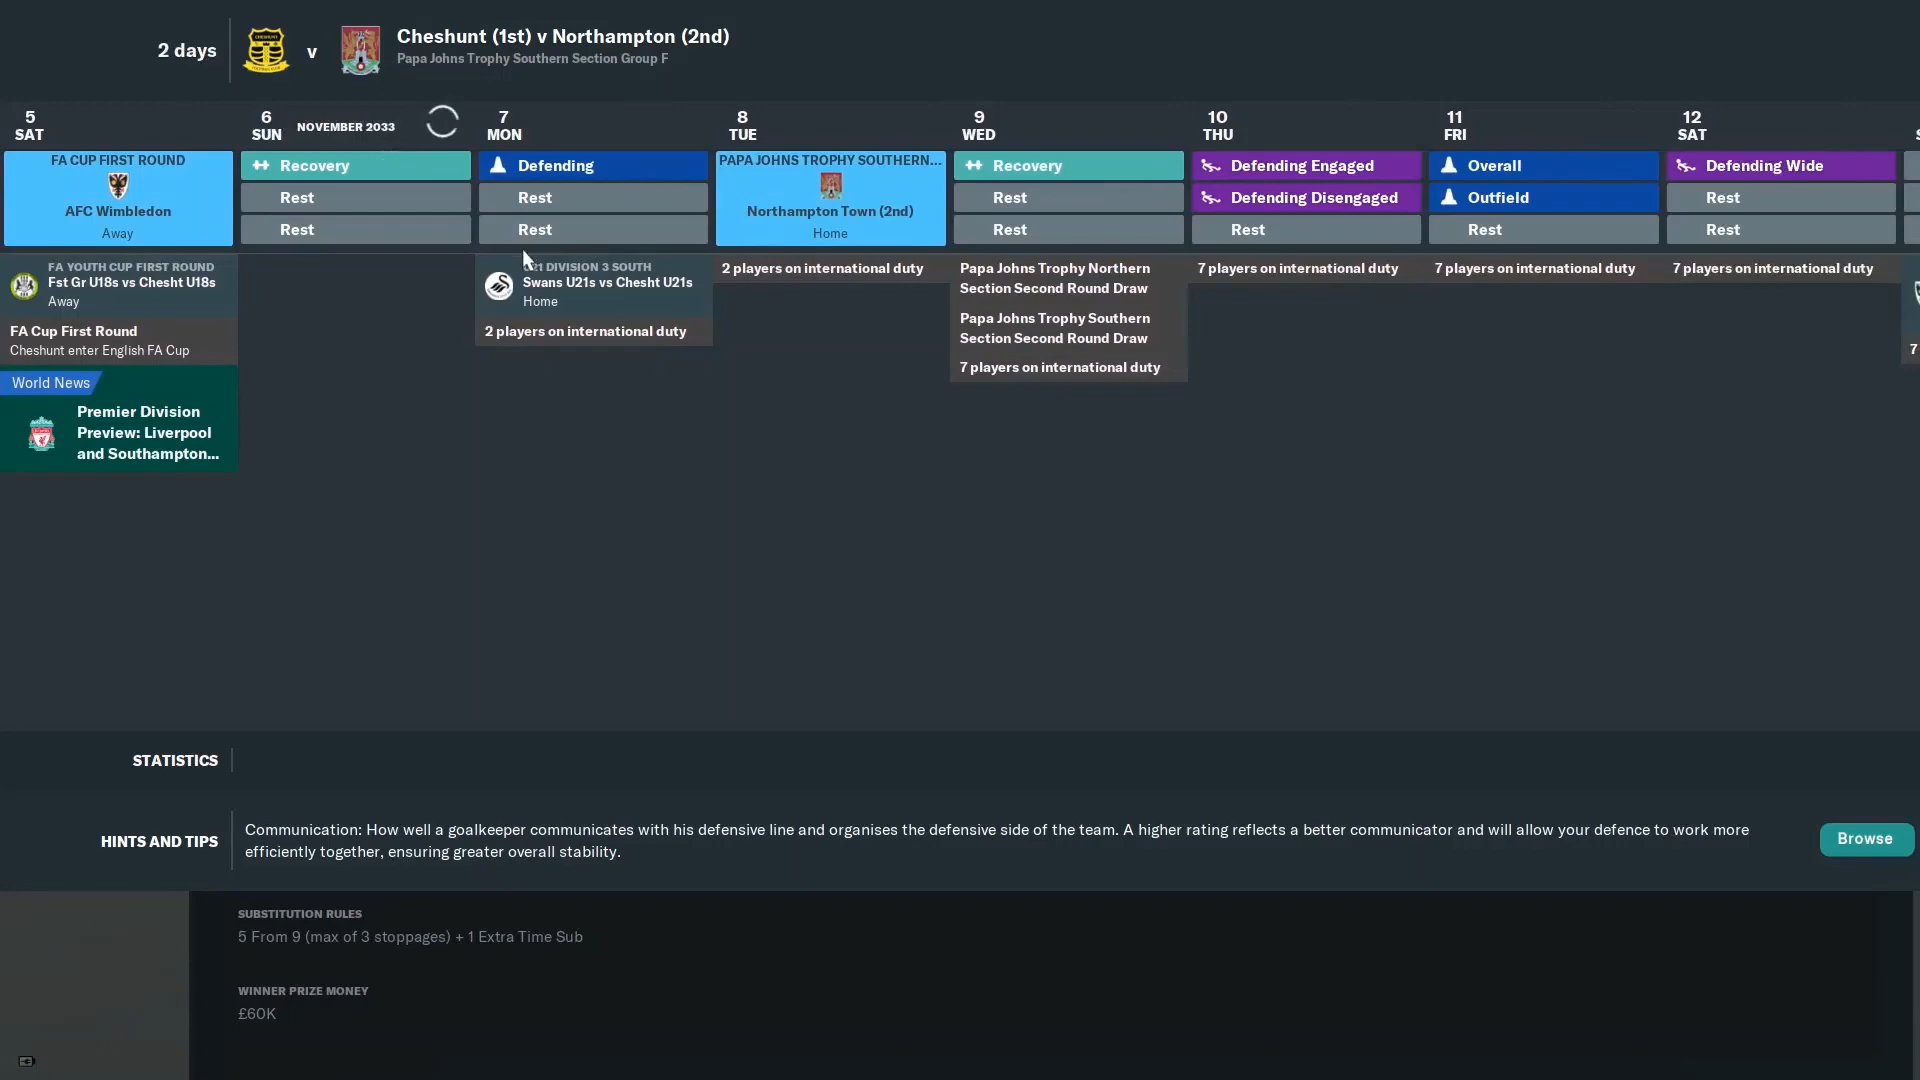 2 days
v
Cheshunt (1st) v Northampton (2nd)
Papa Johns Trophy Southern Section Group F
5
SAT
6
SUN
NOVEMBER 2033
7
MON
8
TUE
9
WED
10
THU
11
FRI
12
SAT
FA CUP FIRST ROUND
AFC Wimbledon
Away
Recovery
Rest
Rest
Defending
Rest
Rest
PAPA JOHNS TROPHY SOUTHERN...
Northampton Town (2nd)
Home
Recovery
Rest
Rest
Defending Engaged
Defending Disengaged
Rest
Overall
Outfield
Rest
Defending Wide
Rest
Rest
FA YOUTH CUP FIRST ROUND
Fst Gr U18s vs Chesht U18s
Away
FA Cup First Round
Cheshunt enter English FA Cup
World News
Premier Division
Preview: Liverpool
and Southampton...
DIVISION 3 SOUTH
Swans U21s vs Chesht U21s
Home
2 players on international duty
2 players on international duty
Papa Johns Trophy Northern
Section Second Round Draw
Papa Johns Trophy Southern
Section Second Round Draw
7 players on international duty
7 players on international duty
7 players on international duty
7 players on international duty
7
STATISTICS
HINTS AND TIPS
Communication: How well a goalkeeper communicates with his defensive line and organises the defensive side of the team. A higher rating reflects a better communicator and will allow your defence to work more
efficiently together, ensuring greater overall stability.
Browse
SUBSTITUTION RULES
5 From 9 (max of 3 stoppages) + 1 Extra Time Sub
WINNER PRIZE MONEY
£60K